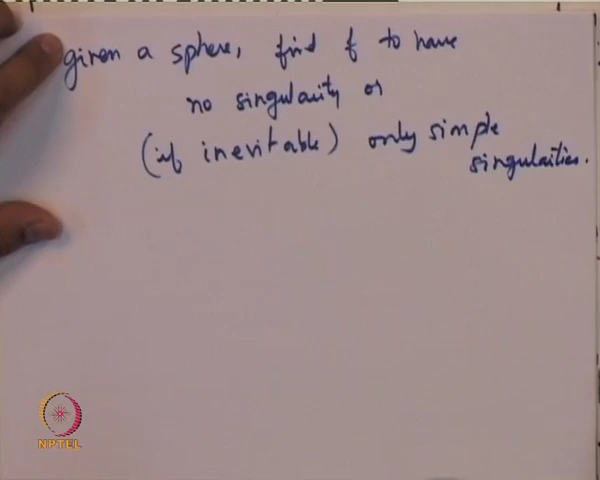 given a sphere, find f to have
no singularity or
(if inevitable) only simple
singularities.
NPTEL